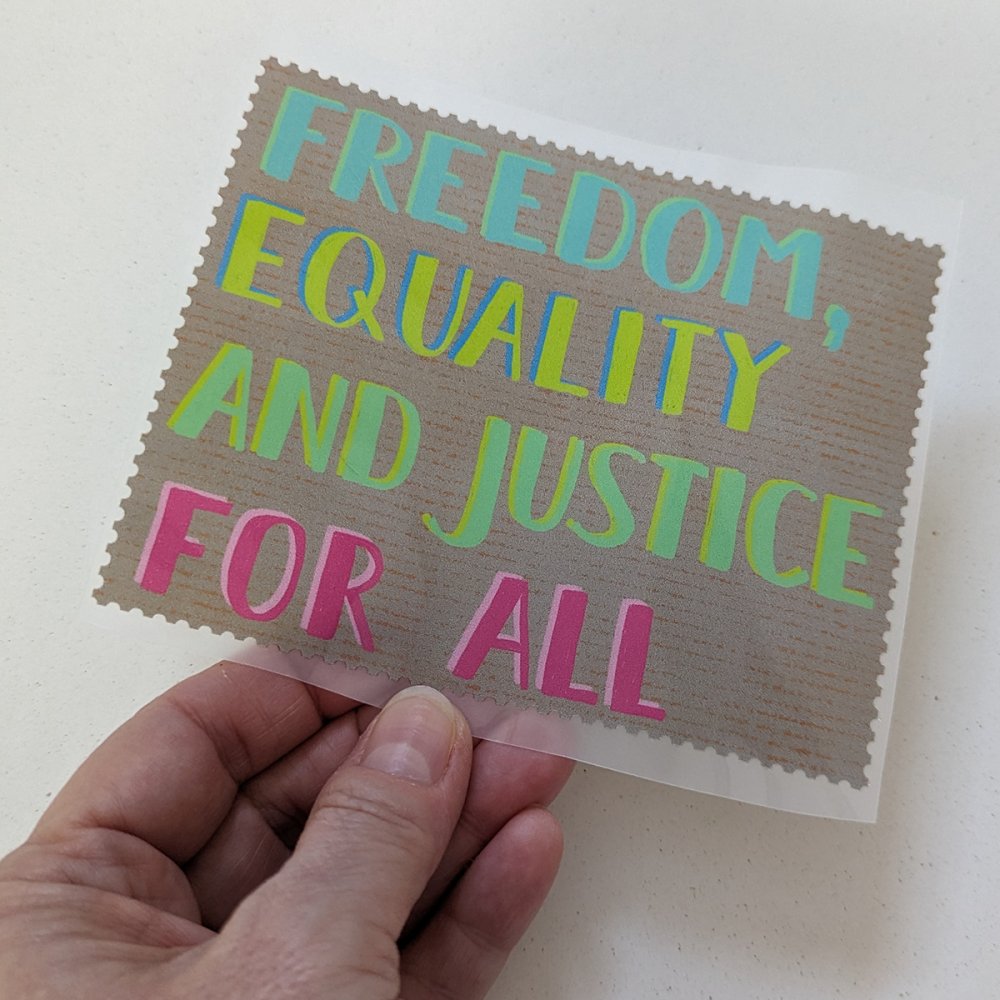 FREEDOM,
EQUALITY
AND JUSTICE
FOR ALL